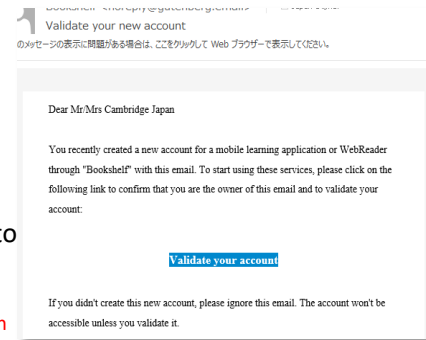 Validate your new account
のメッセージの表示に問題がある場合は、ここをクリックして Web ブラウザーで表示してください。
Dear Mr/Mrs Cambridge Japan
You recently created a new account for a mobile learning application or WebReader
through "Bookshelf" with this email. To start using these services, please click on the
following link to confirm that you are the owner of this email and to validate your
account:
to
Validate your account
If you didn't create this new account, please ignore this email. The account won't be
accessible unless you validate it.